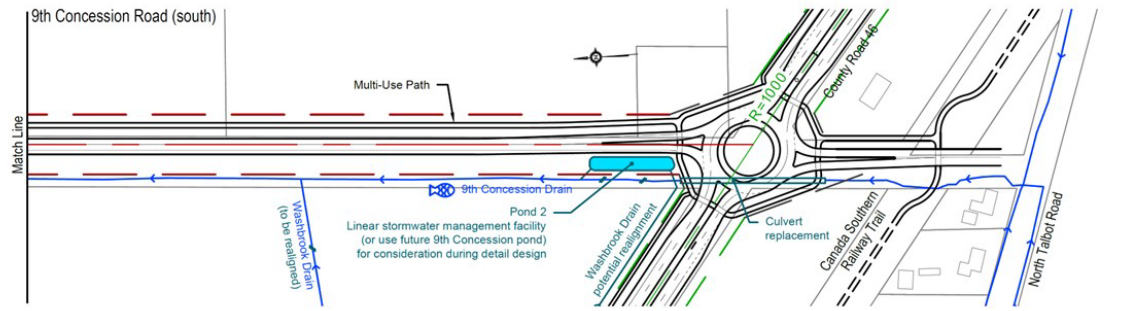 9th Concession Road (south)
Match Line
Multi-Use Path
R=1000
County Road 46
9th Concession Drain
Washbrook Drain
(to be realigned)
Pond 2
Linear stormwater management facility
(or use future 9th Concession pond)
for consideration during detail design
Washbrook Drain
potential realignment
Culvert
replacement
Canada Southern
Railway Trail
North Talbot Road